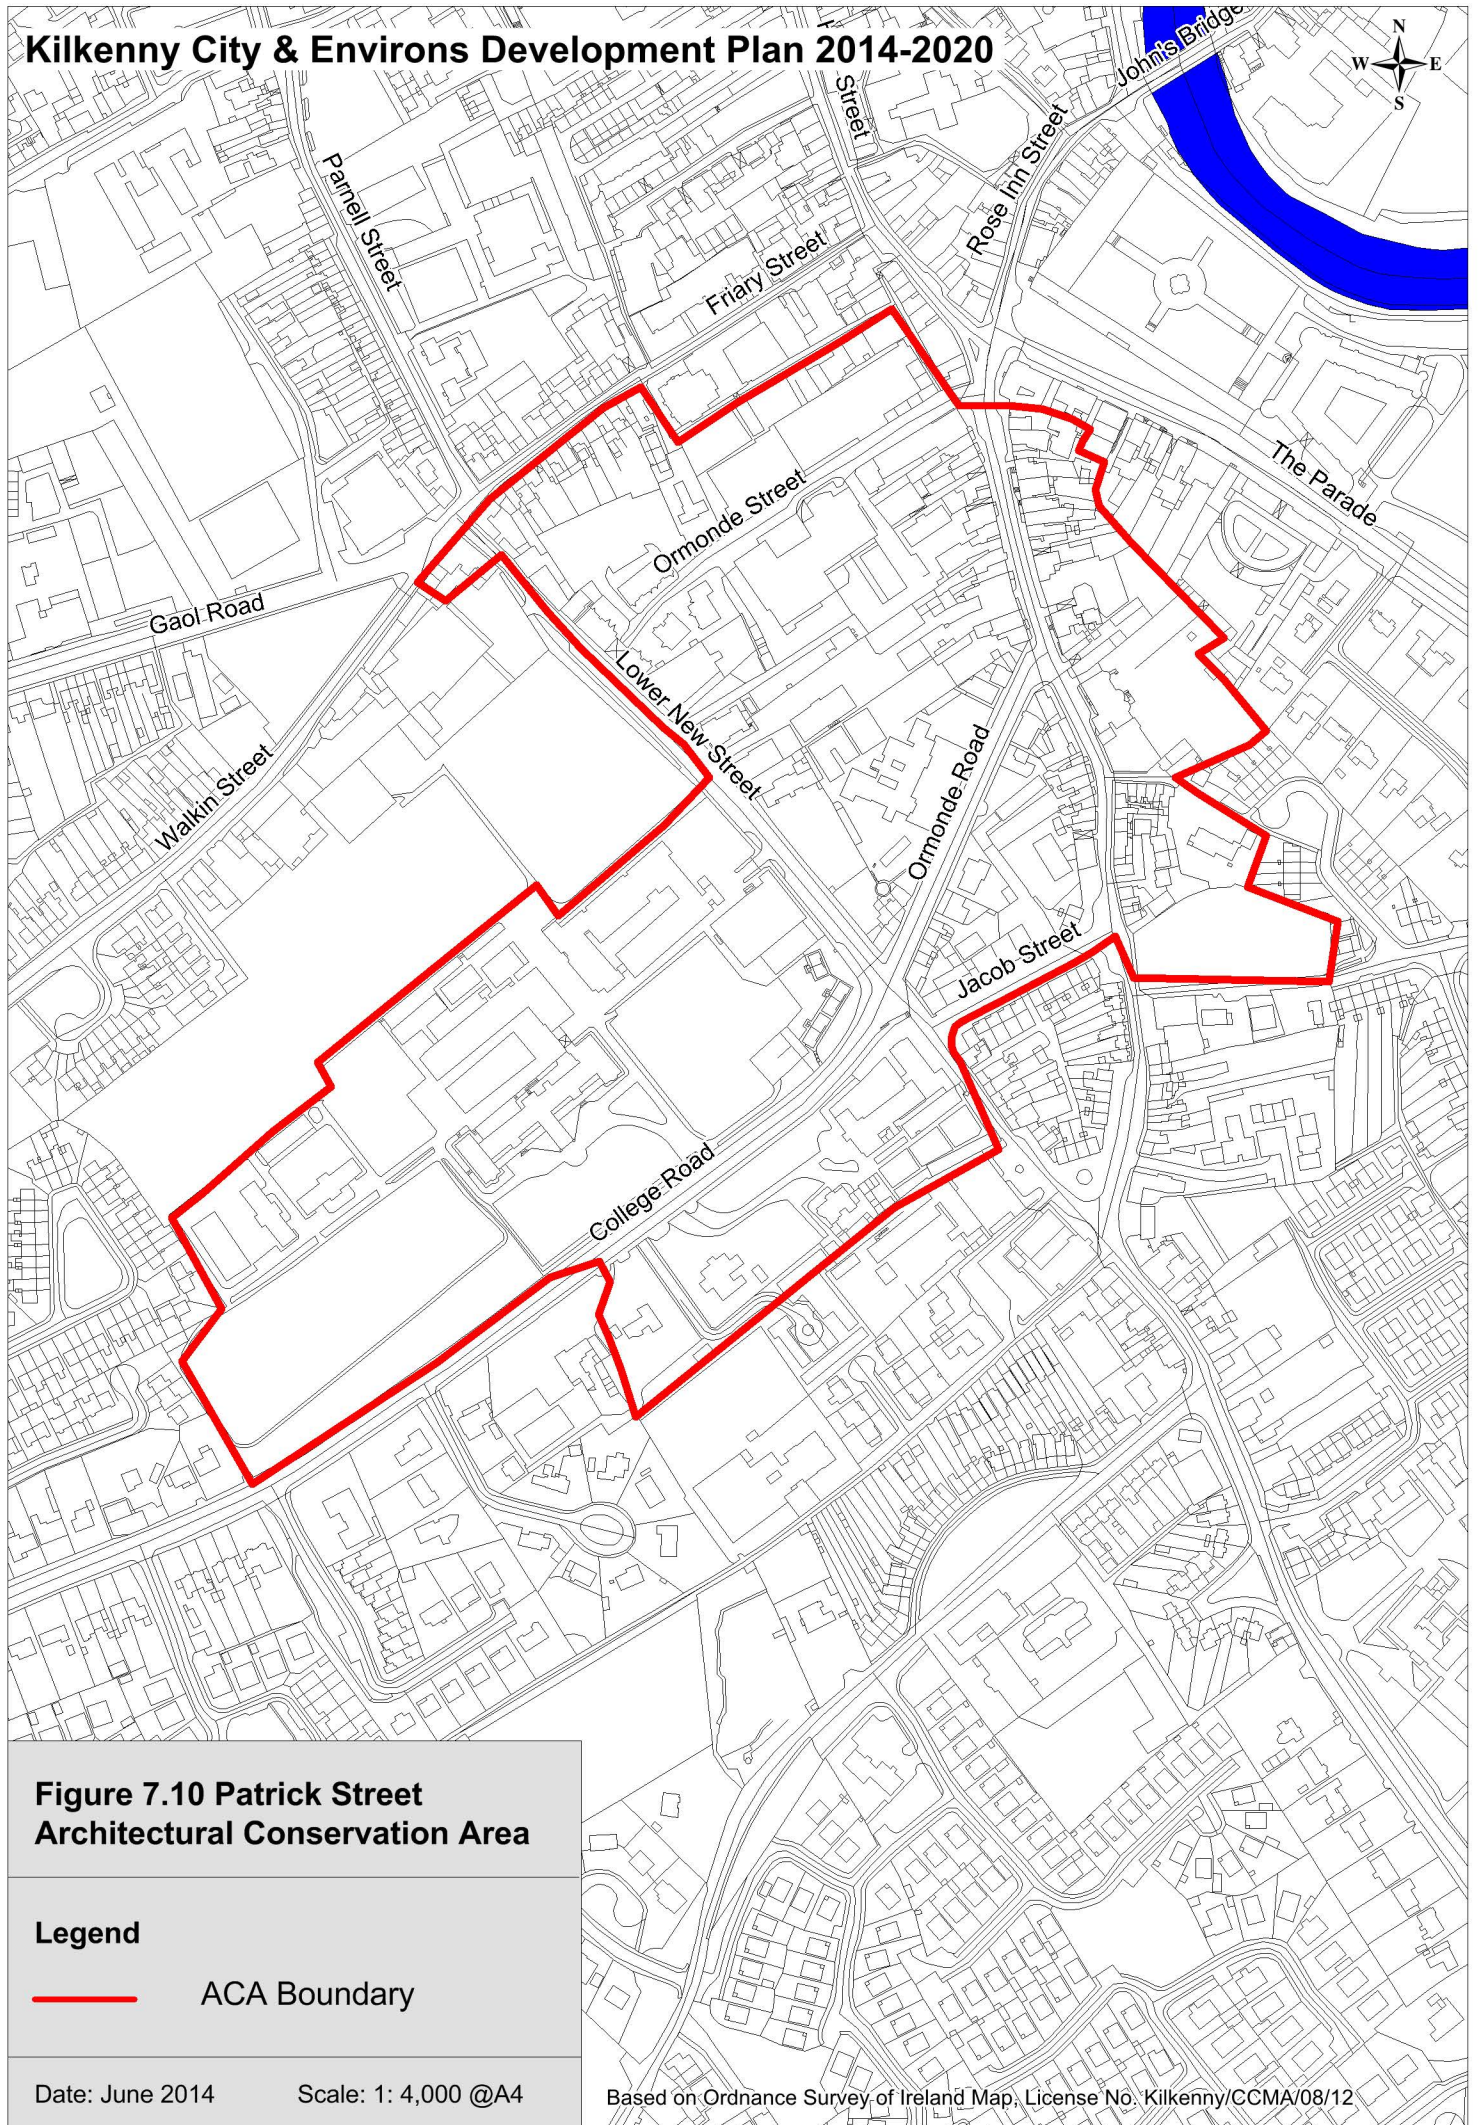 Kilkenny City & Environs Development Plan 2014-2020
N
W E
S
John's Bridge
Street
Rose Inn Street
Parnell Street
Friary Street
The Parade
Ormonde Street
Gaol Road
Lower New Street
Walkin Street
Ormonde Road
Jacob Street
College Road
Figure 7.10 Patrick Street
Architectural Conservation Area
Legend
ACA Boundary
Date: June 2014 Scale: 1: 4,000 @A4
Based on Ordnance Survey of Ireland Map, License No. Kilkenny/CCMA/08/12